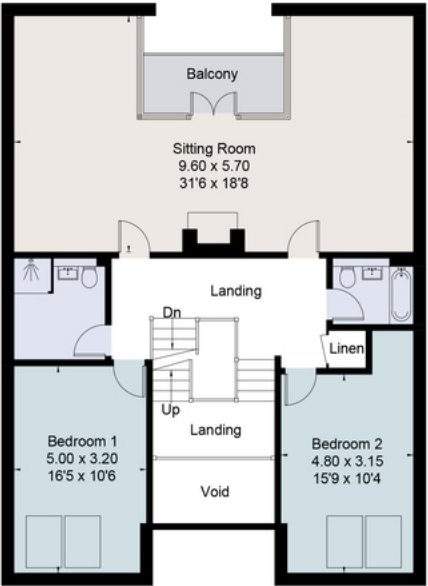 Balcony
Sitting Room
9.60 x 5.70
31'6 x 18'8
Landing
Dn
Linen
Up
Landing
Bedroom 1
5.00 x 3.20
16'5 x 10'6
Bedroom 2
4.80 x 3.15
15'9 x 10'4
Void